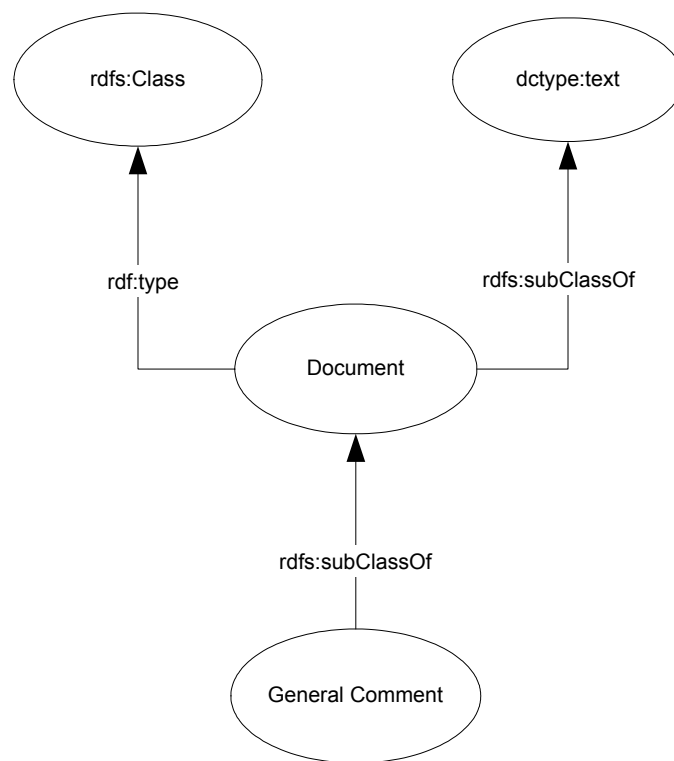 rdfs:Class
dctype:text
rdf:type
rdfs:subClassOf
Document
rdfs:subClassOf
General Comment